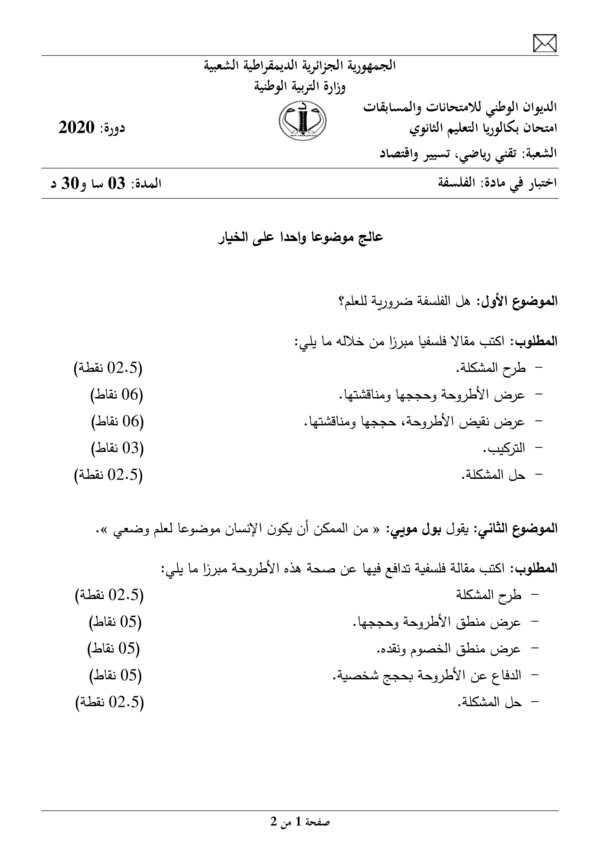 الجمهورية الجزائرية الديمقراطية الشعبية
وزارة التربية الوطنية
الديوان الوطني للامتحانات والمسابقات
امتحان بكالوريا التعليم الثانوي
دورة: 2020
الشعبة: تقني رياضي، تسيير واقتصاد
اختبار في مادة: الفلسفة
المدة: 03 سا و30 د
عالج موضوعا واحدا على الخيار
الموضوع الأول: هل الفلسفة ضرورية للعلم؟
المطلوب: اكتب مقالا فلسفيا مبرزا من خلاله ما يلي:
– طرح المشكلة. (02.5 نقطة)
– عرض الأطروحة وحججها ومناقشتها. (06 نقاط)
– عرض نقيض الأطروحة، حججها ومناقشتها. (06 نقاط)
– التركيب. (03 نقاط)
– حل المشكلة. (02.5 نقطة)
الموضوع الثاني: يقول بول مويي: « من الممكن أن يكون الإنسان موضوعا لعلم وضعي ».
المطلوب: اكتب مقالة فلسفية تدافع فيها عن صحة هذه الأطروحة مبرزا ما يلي:
– طرح المشكلة (02.5 نقطة)
– عرض منطق الأطروحة وحججها. (05 نقاط)
– عرض منطق الخصوم ونقده. (05 نقاط)
– الدفاع عن الأطروحة بحجج شخصية. (05 نقاط)
– حل المشكلة. (02.5 نقطة)
صفحة 1 من 2